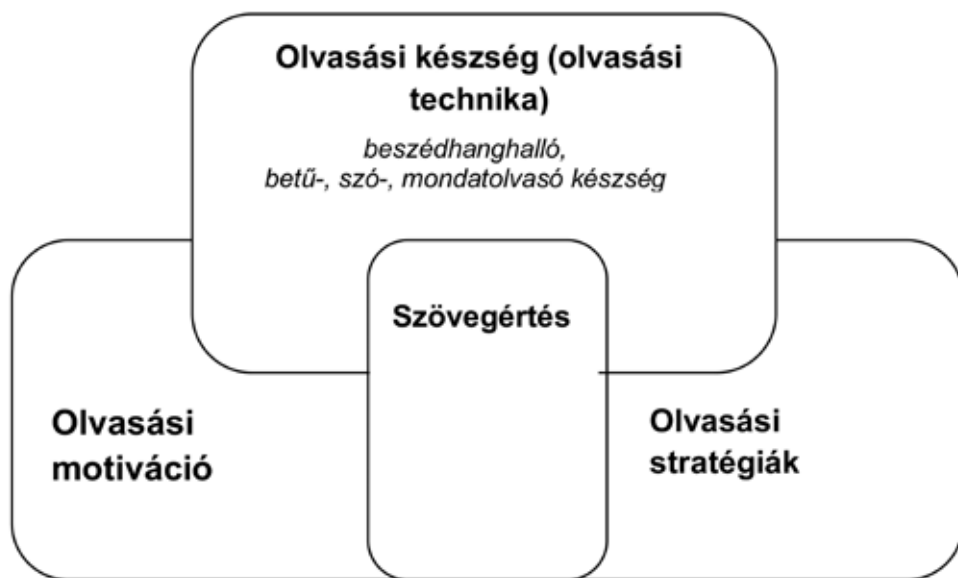 Olvasási készség (olvasási
technika)
beszédhanghalló,
betű-, szó-, mondatolvasó készség
Szövegértés
Olvasási
motiváció
Olvasási
stratégiák